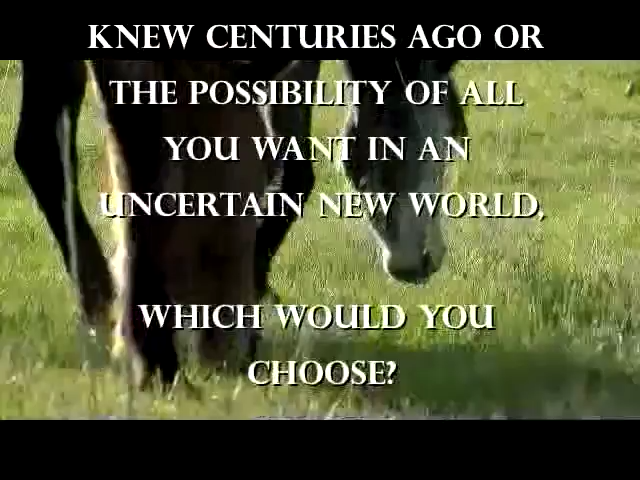 KNEW CENTURIES AGO OR
THE POSSIBILITY OF ALL
YOU WANT IN AN
UNCERTAIN NEW WORLD,
WHICH WOULD YOU
CHOOSE?